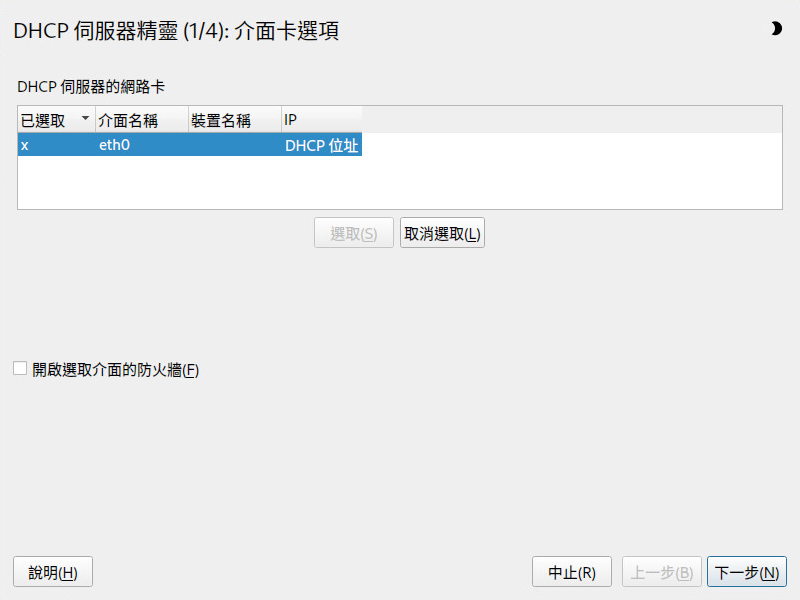 DHCP 伺服器精靈 (1/4): 介面卡選項
DHCP 伺服器的網路卡
已選取 介面名稱 裝置名稱 IP
x eth0 DHCP 位址
選取(S) 取消選取(L)
開啟選取介面的防火牆(F)
說明(H) 中止(R) 上一步(B) 下一步(N)